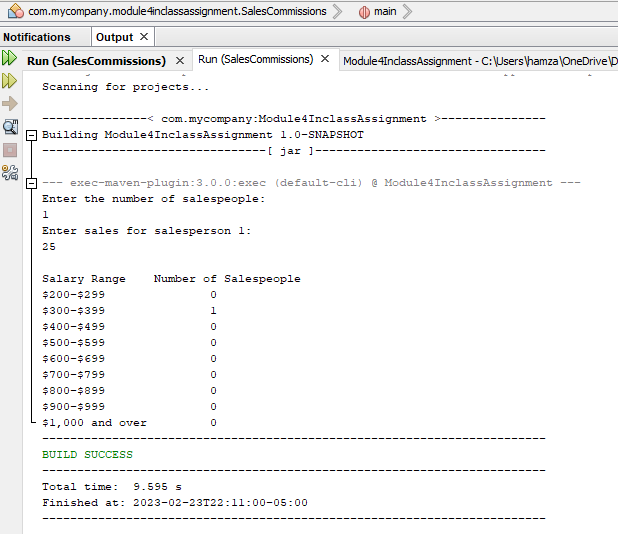 com.mycompany.module4inclassassignment.SalesCommissions main
Notifications Output
Run (SalesCommissions) Run (SalesCommissions) Module4InclassAssignment - C:\Users\hamza\OneDrive\D
Scanning for projects...
----------------< com.mycompany:Module4InclassAssignment >---------------
Building Module4InclassAssignment 1.0-SNAPSHOT
--------------------------------[ jar ]---------------------------------
--- exec-maven-plugin:3.0.0:exec (default-cli) @ Module4InclassAssignment ---
Enter the number of salespeople:
1
Enter sales for salesperson 1:
25
Salary Range Number of Salespeople
$200-$299 0
$300-$399 1
$400-$499 0
$500-$599 0
$600-$699 0
$700-$799 0
$800-$899 0
$900-$999 0
$1,000 and over 0
------------------------------------------------------------------------
BUILD SUCCESS
------------------------------------------------------------------------
Total time: 9.595 s
Finished at: 2023-02-23T22:11:00-05:00
------------------------------------------------------------------------